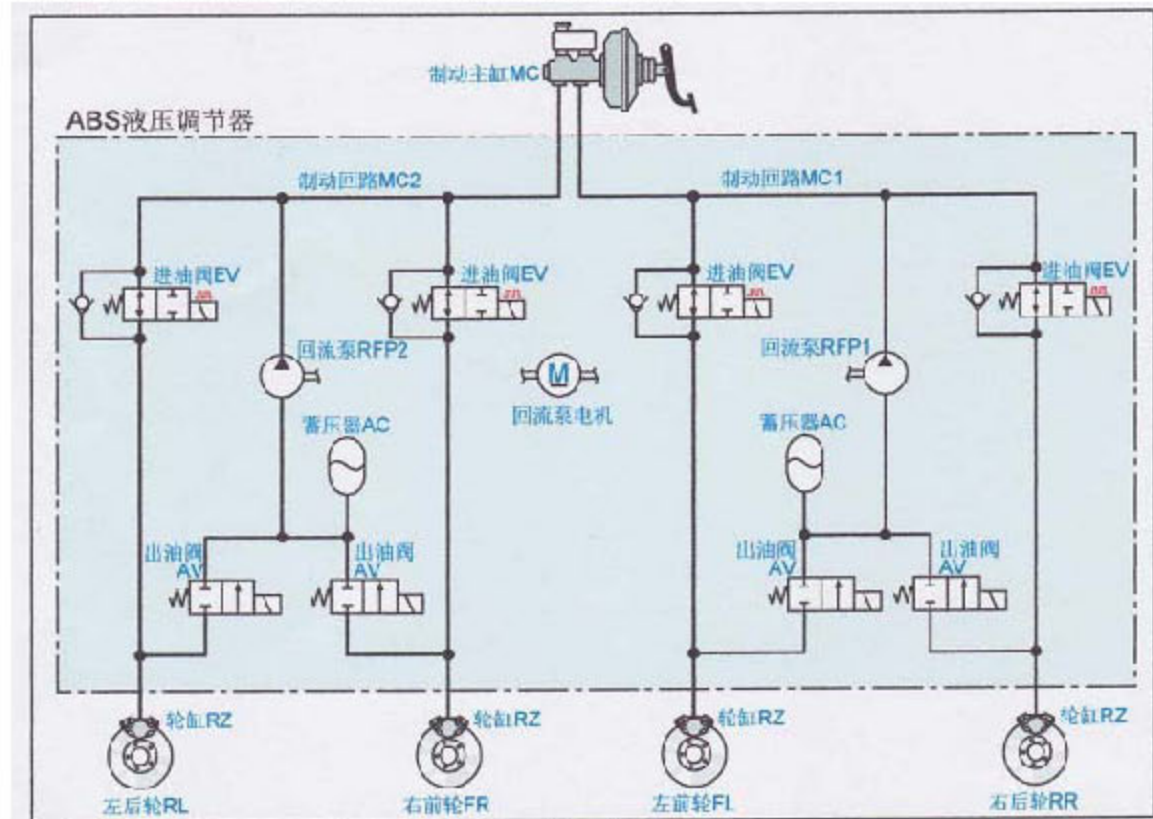 制动主缸MC
ABS液压调节器
制动回路MC2
制动回路MC1
进油阀EV
进油阀EV
进油阀EV
进油阀EV
回流泵RFP2
M
回流泵RFP1
回流泵电机
蓄压器AC
蓄压器AC
出油阀
AV
出油阀
AV
出油阀
AV
出油阀
AV
轮缸RZ
轮缸RZ
轮缸RZ
轮缸RZ
左后轮RL
右前轮FR
左前轮FL
右后轮RR